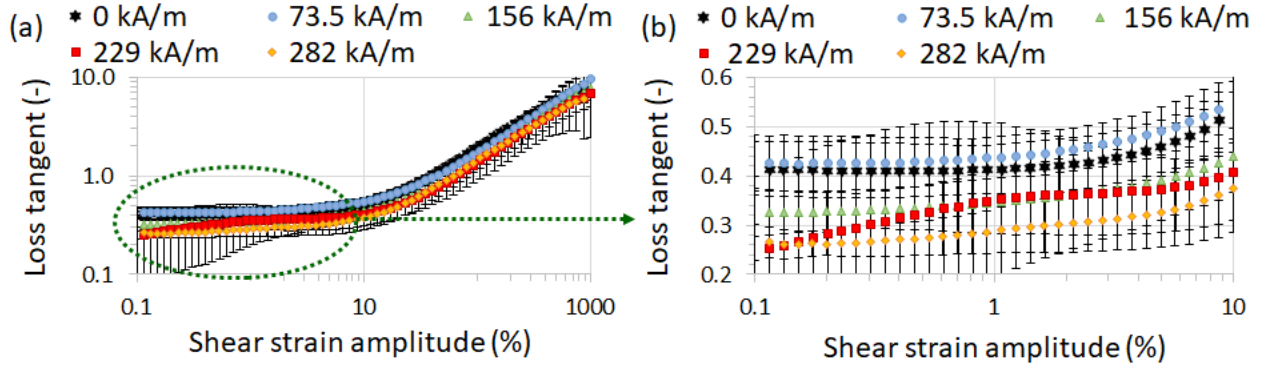 (a) 0 kA/m 73.5 kA/m 156 kA/m
229 kA/m 282 kA/m
Loss tangent (-)
10.0
1.0
0.1
0.1 10 1000
Shear strain amplitude (%)
(b) 0 kA/m 73.5 kA/m 156 kA/m
229 kA/m 282 kA/m
Loss tangent (-)
0.6
0.5
0.4
0.3
0.2
0.1 1 10
Shear strain amplitude (%)